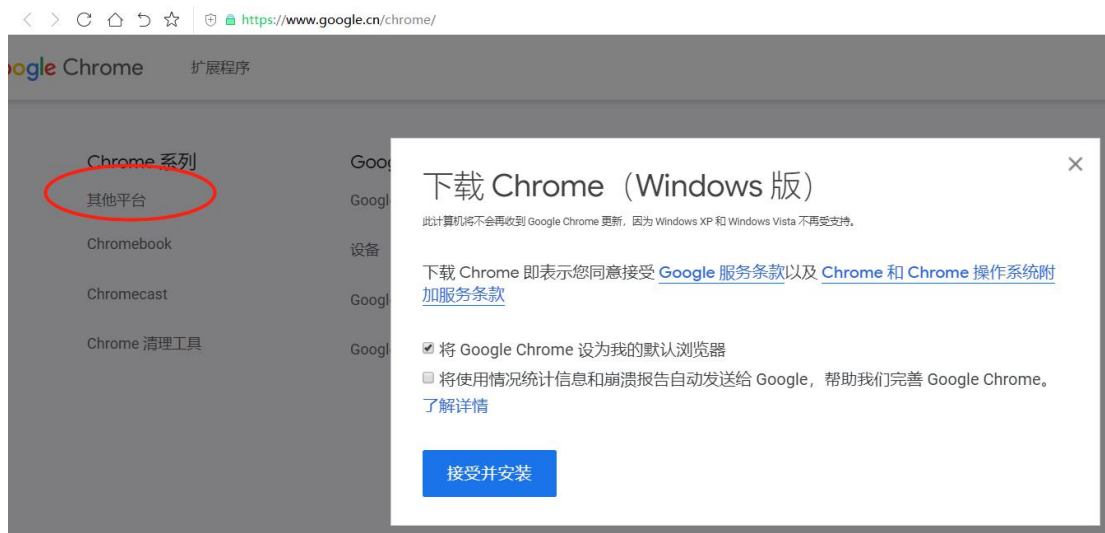 https://www.google.cn/chrome/
ogle Chrome 扩展程序
Chrome 系列
其他平台
Chromebook
Chromecast
Chrome 清理工具
Goog
Googl
设备
Googl
Googl
下载 Chrome（Windows 版）
此计算机将不会再收到 Google Chrome 更新，因为 Windows XP 和 Windows Vista 不再受支持。
下载 Chrome 即表示您同意接受 Google 服务条款以及 Chrome 和 Chrome 操作系统附
加服务条款
将 Google Chrome 设为我的默认浏览器
将使用情况统计信息和崩溃报告自动发送给 Google，帮助我们完善 Google Chrome。
了解详情
接受并安装